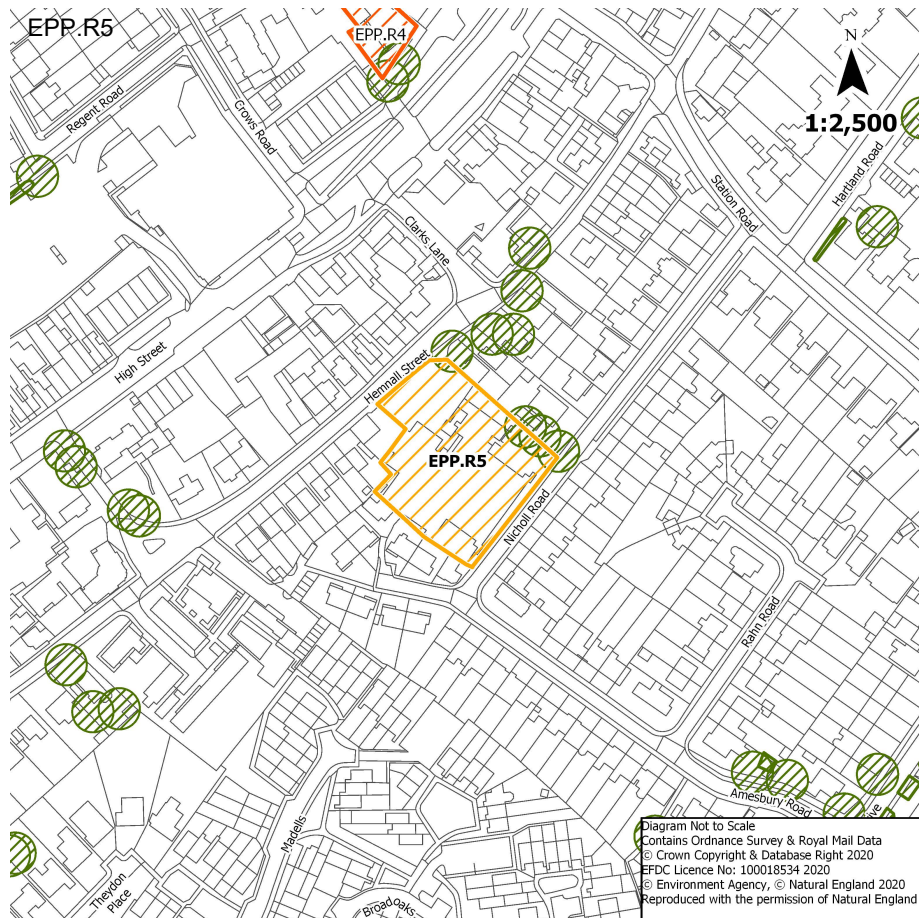 EPP.R5
EPP.R4
N
1:2,500
Regent Road
Crows Road
Hartland Road
Station Road
Clarks Lane
High Street
Hemnall Street
EPP.R5
Nicholl Road
Rahn Road
Amesbury Road
ive
Madells
Theydon
Place
Broadoaks
Diagram Not to Scale
Contains Ordnance Survey & Royal Mail Data
© Crown Copyright & Database Right 2020
EFDC Licence No: 100018534 2020
© Environment Agency, © Natural England 2020
Reproduced with the permission of Natural England